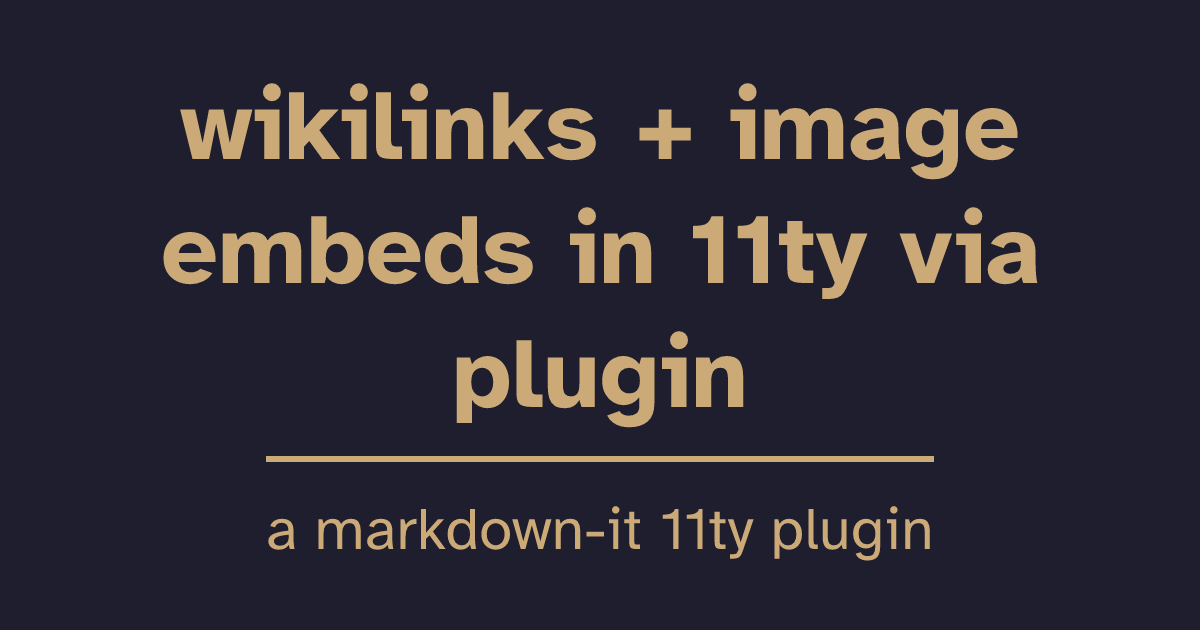 wikilinks + image
embeds in 11ty via
plugin
a markdown-it 11ty plugin